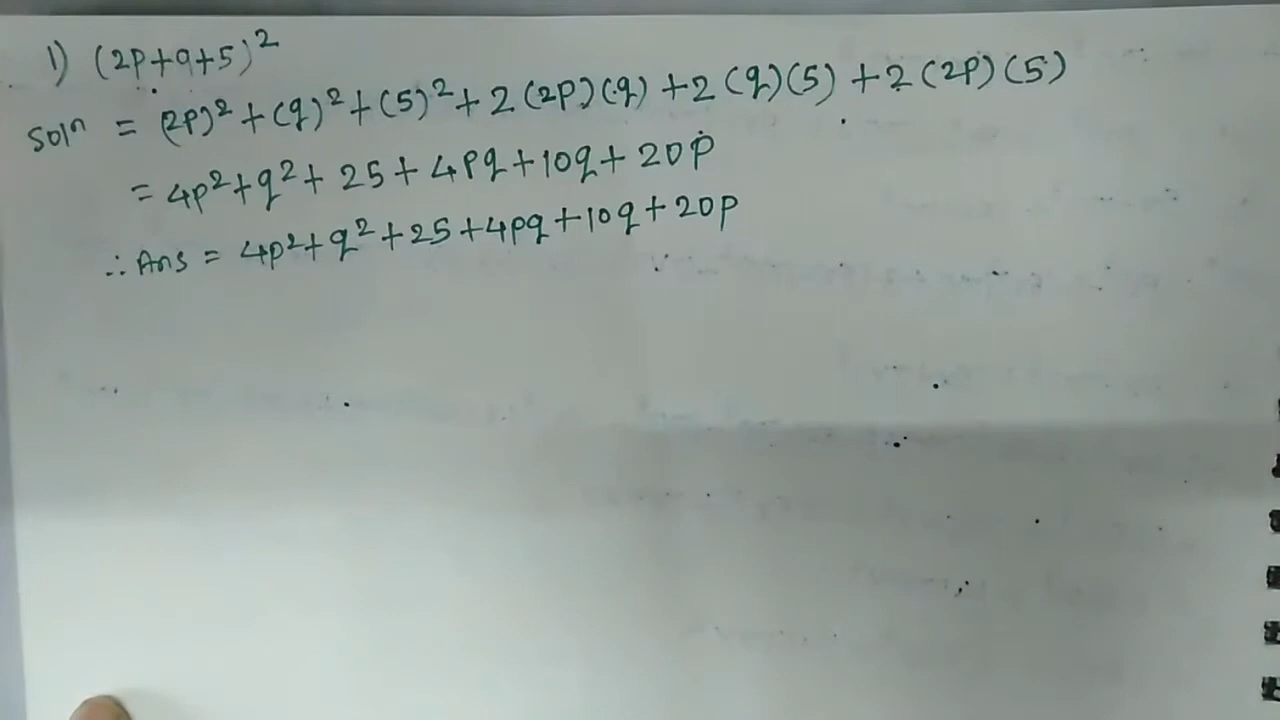 1) (2p+q+5)²
Solⁿ = (2p)² + (q)² + (5)² + 2 (2p) (q) + 2 (q) (5) + 2 (2p) (5)
= 4p² + q² + 25 + 4pq + 10q + 20p
∴ Ans = 4p² + q² + 25 + 4pq + 10q + 20p